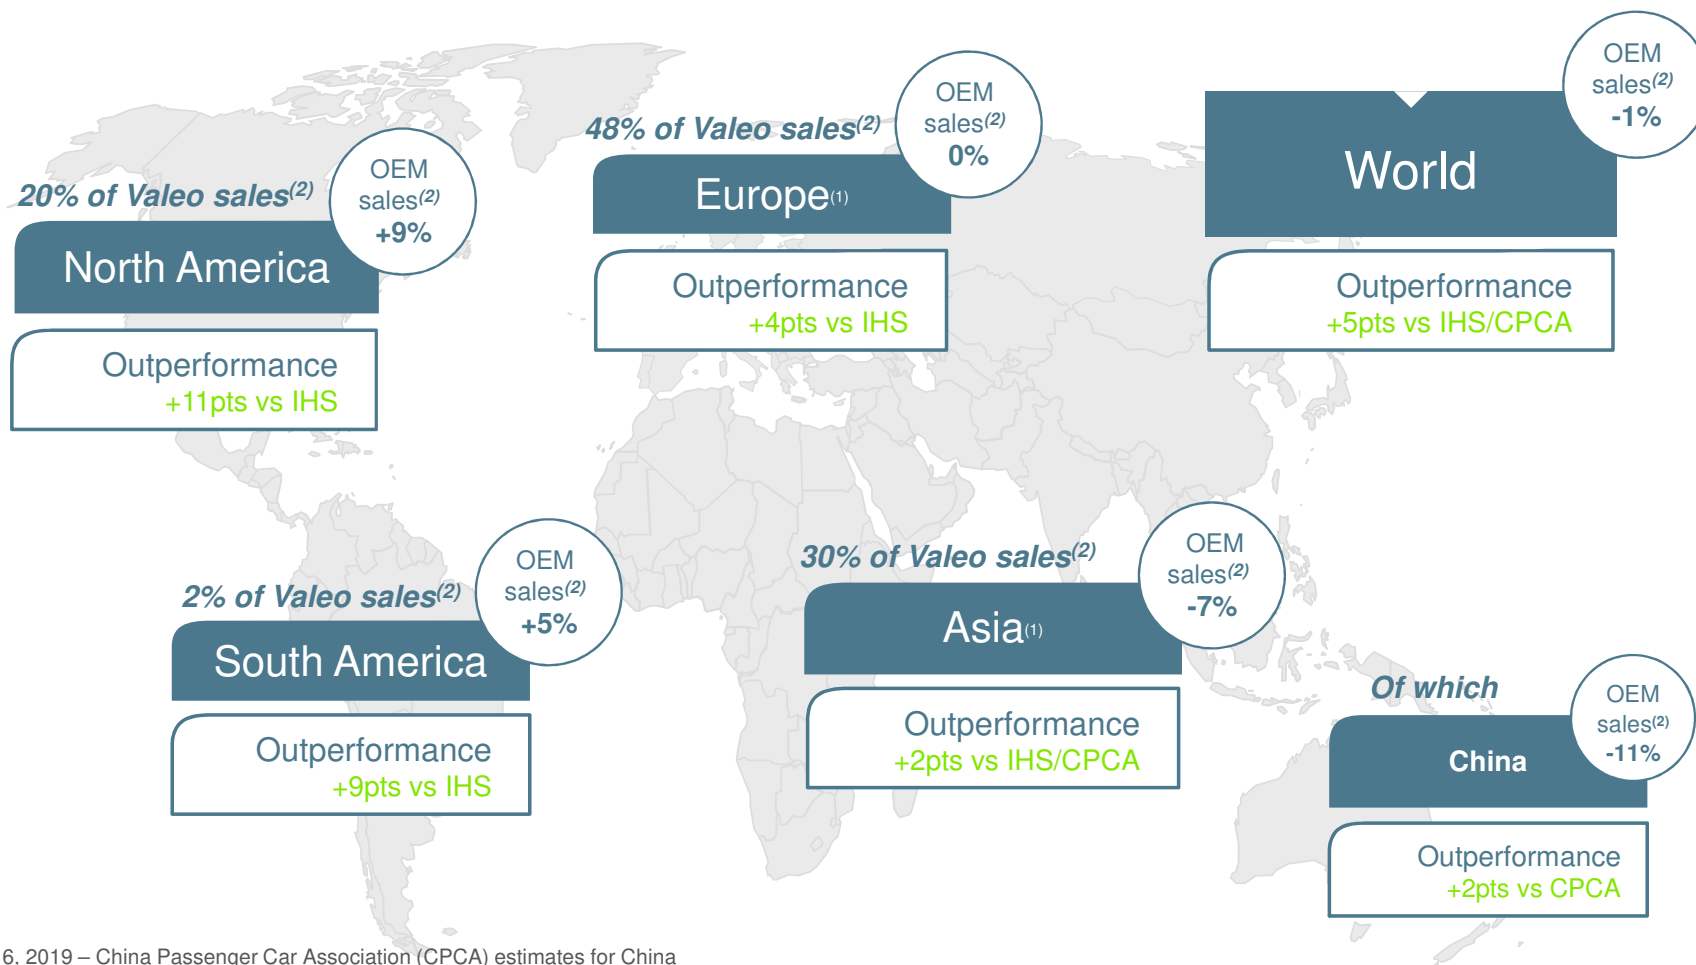 20% of Valeo sales(2)
OEM
sales(2)
+9%
North America
Outperformance
+11pts vs IHS
48% of Valeo sales(2)
OEM
sales(2)
0%
Europe(1)
Outperformance
+4pts vs IHS
OEM
sales(2)
-1%
World
Outperformance
+5pts vs IHS/CPCA
2% of Valeo sales(2)
OEM
sales(2)
+5%
South America
Outperformance
+9pts vs IHS
30% of Valeo sales(2)
OEM
sales(2)
-7%
Asia(1)
Outperformance
+2pts vs IHS/CPCA
Of which
OEM
sales(2)
-11%
China
Outperformance
+2pts vs CPCA
6, 2019 – China Passenger Car Association (CPCA) estimates for China